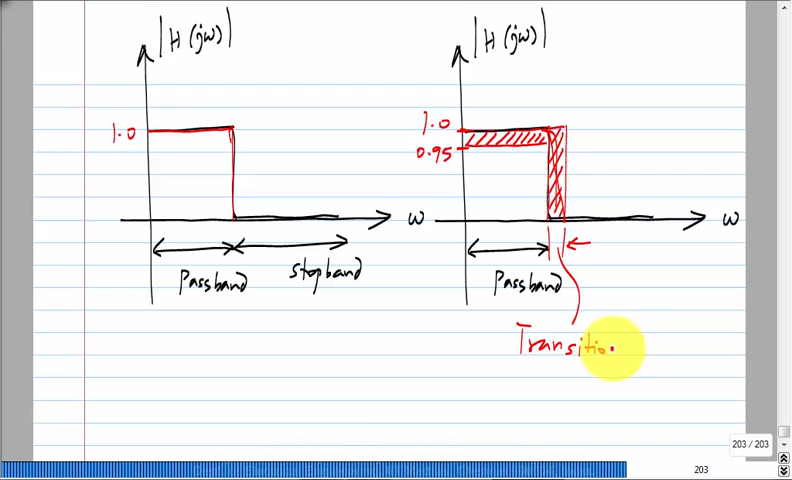 |H(jω)|
1.0
ω
Passband
stopband
|H(jω)|
1.0
0.95
ω
Passband
Transitio
203 / 203
203